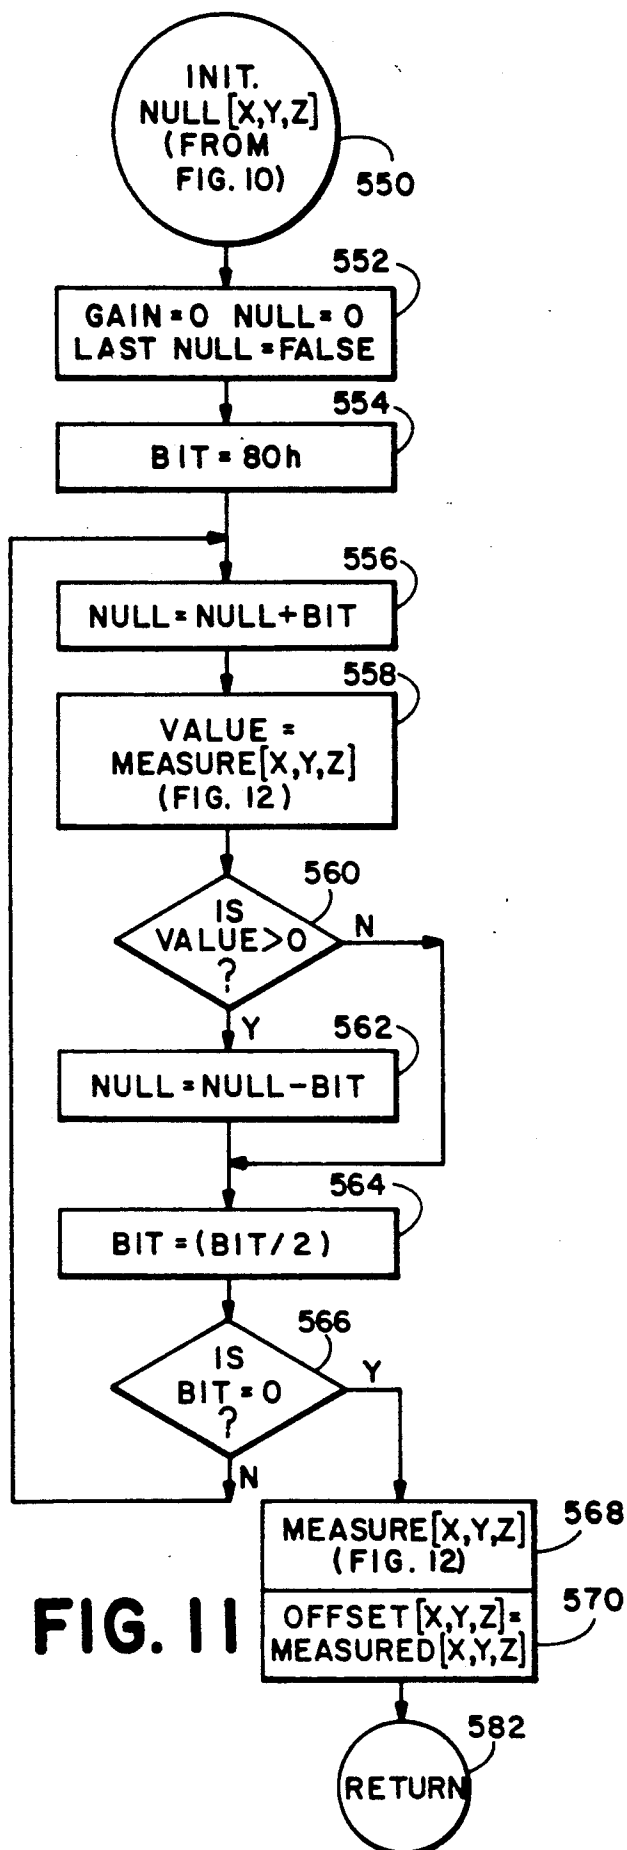 INIT.
NULL[X,Y,Z]
(FROM
FIG. 10)
550
552
GAIN=0 NULL=0
LAST NULL=FALSE
554
BIT=80h
556
NULL=NULL+BIT
558
VALUE=
MEASURE[X,Y,Z]
(FIG. 12)
560
IS
VALUE>0
?
N
Y
562
NULL=NULL-BIT
564
BIT=(BIT/2)
566
IS
BIT=0
?
Y
N
568
MEASURE[X,Y,Z]
(FIG. 12)
570
OFFSET[X,Y,Z]=
MEASURED[X,Y,Z]
FIG. 11
582
RETURN